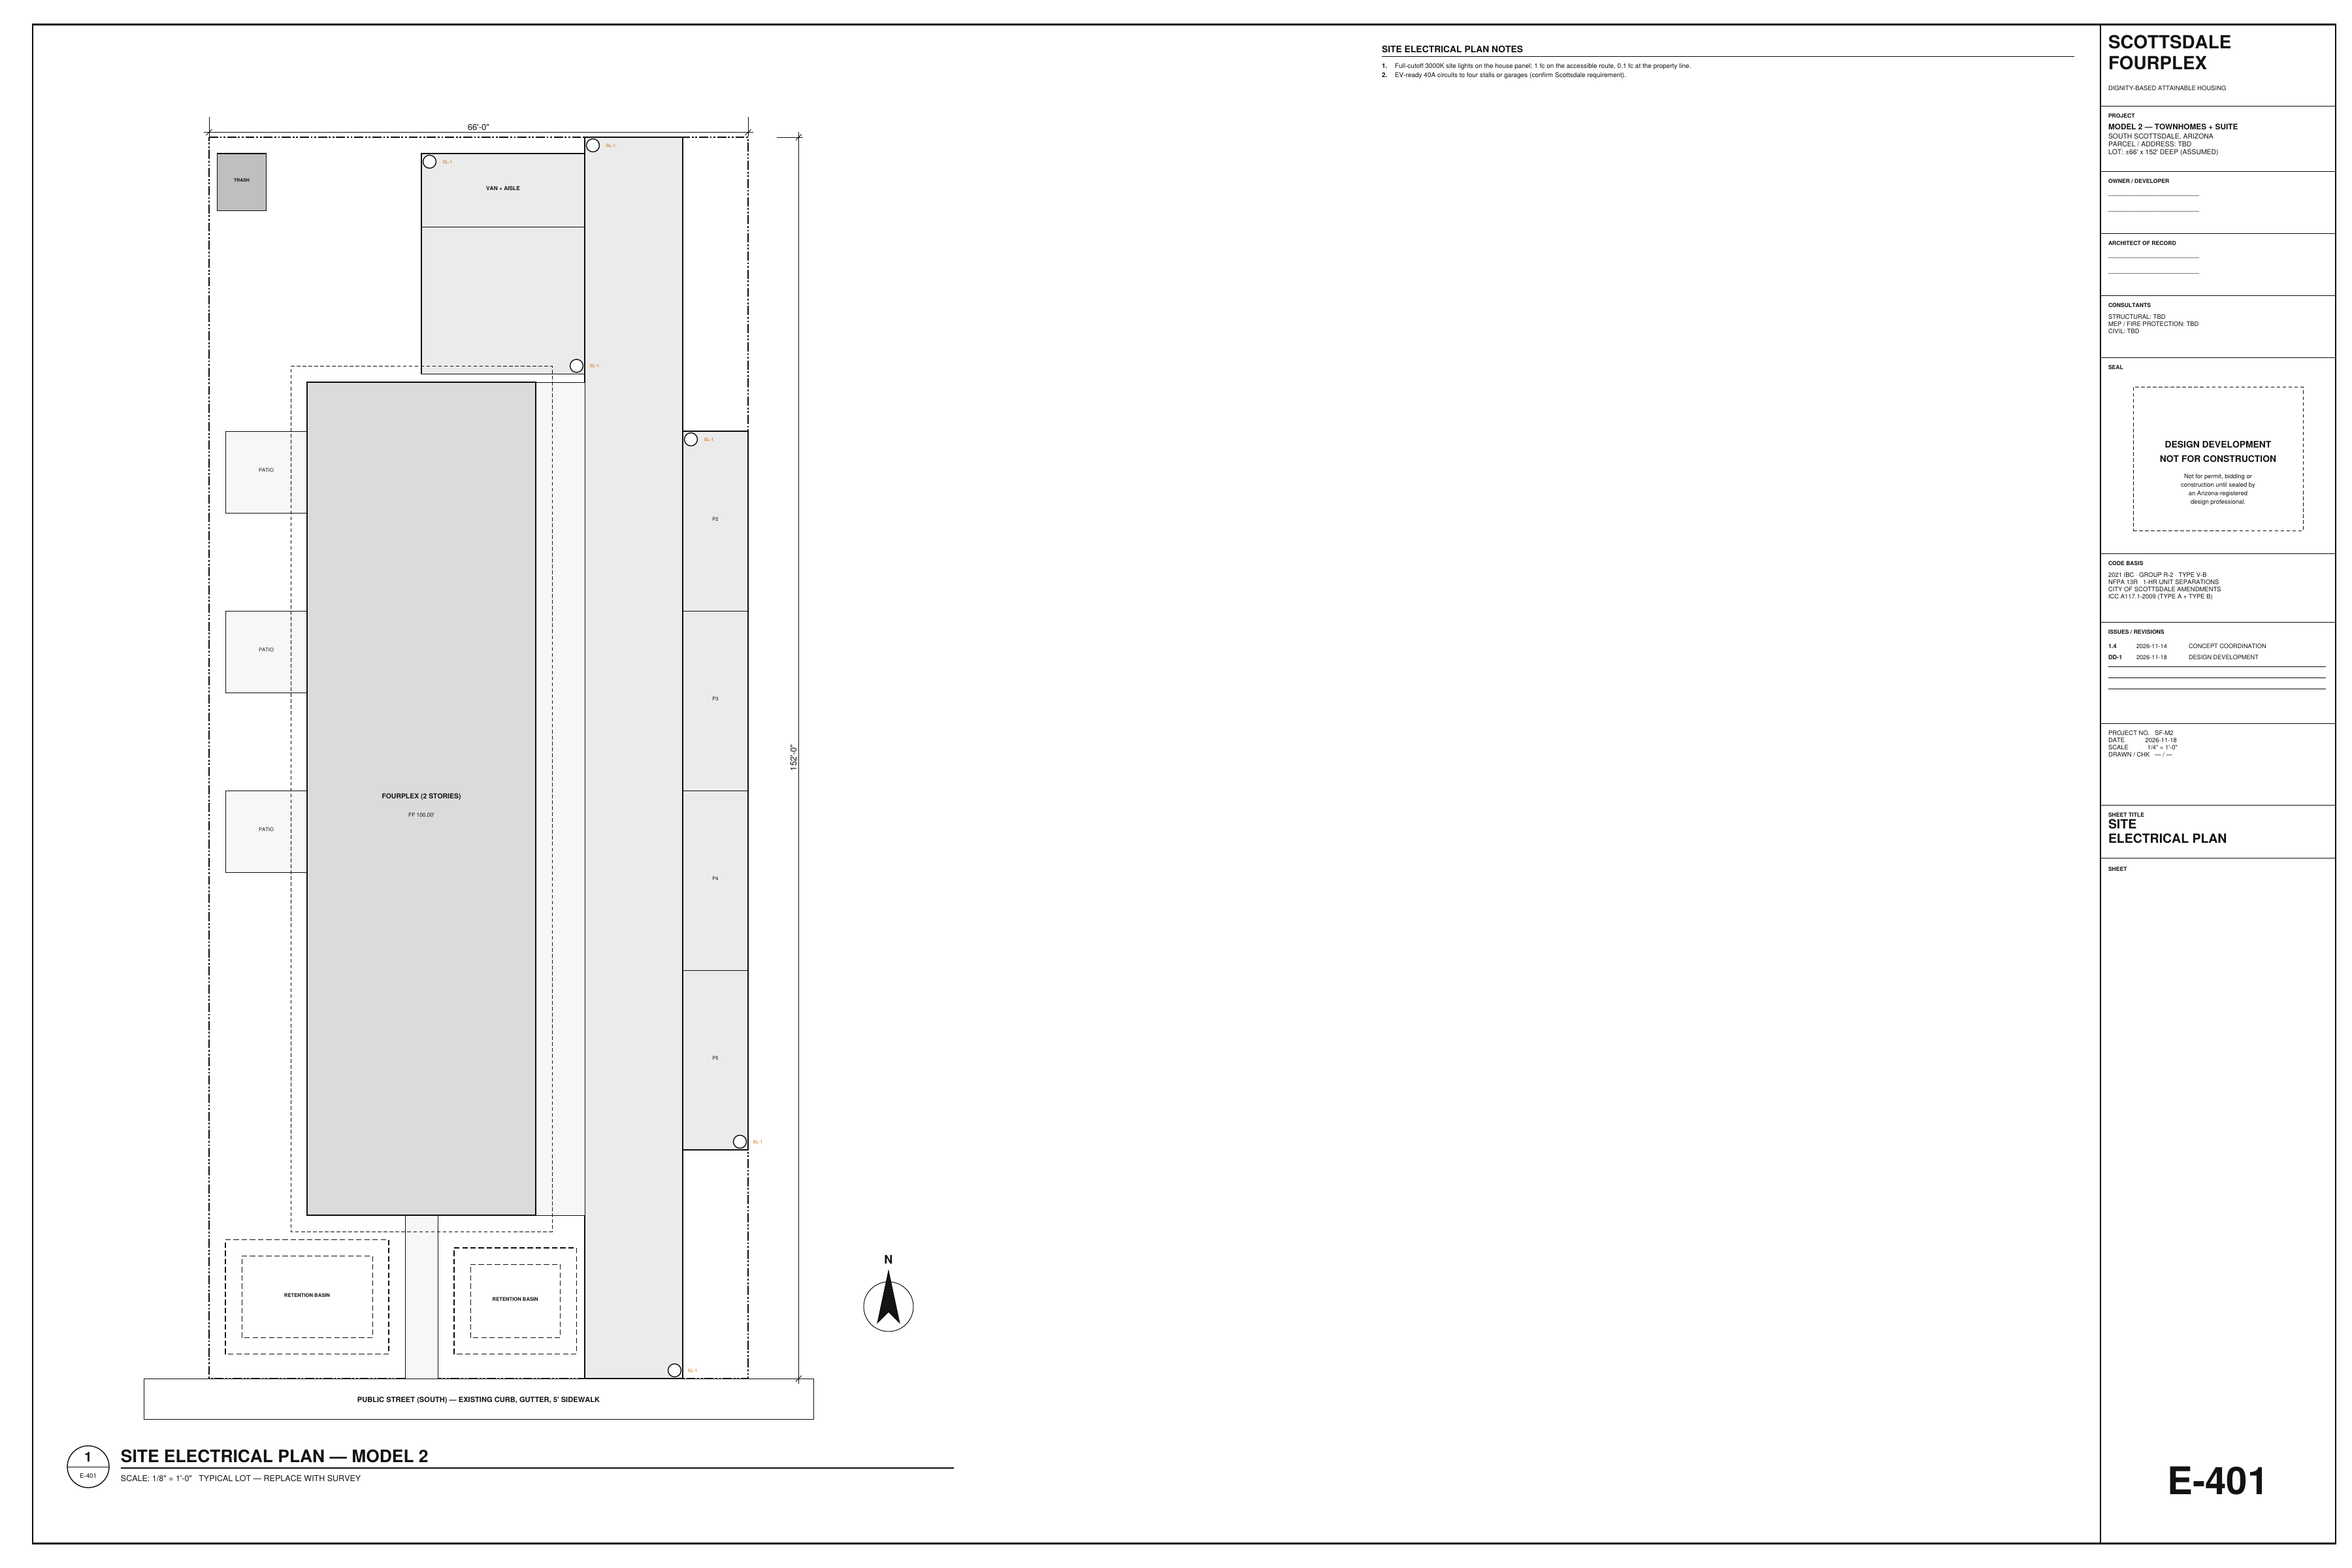 SITE ELECTRICAL PLAN NOTES
1. Full-cutoff 3000K site lights on the house panel; 1 fc on the accessible route, 0.1 fc at the property line.
2. EV-ready 40A circuits to four stalls or garages (confirm Scottsdale requirement).
66'-0"
SL-1
SL-1
TRASH
VAN + AISLE
SL-1
SL-1
PATIO
P2
PATIO
P3
152'-0"
FOURPLEX (2 STORIES)
FF 100.00'
PATIO
P4
P5
SL-1
N
RETENTION BASIN
RETENTION BASIN
SL-1
PUBLIC STREET (SOUTH) — EXISTING CURB, GUTTER, 5' SIDEWALK
1
E-401
SITE ELECTRICAL PLAN — MODEL 2
SCALE: 1/8" = 1'-0" TYPICAL LOT — REPLACE WITH SURVEY
SCOTTSDALE
FOURPLEX
DIGNITY-BASED ATTAINABLE HOUSING
PROJECT
MODEL 2 — TOWNHOMES + SUITE
SOUTH SCOTTSDALE, ARIZONA
PARCEL / ADDRESS: TBD
LOT: ±66' x 152' DEEP (ASSUMED)
OWNER / DEVELOPER
ARCHITECT OF RECORD
CONSULTANTS
STRUCTURAL: TBD
MEP / FIRE PROTECTION: TBD
CIVIL: TBD
SEAL
DESIGN DEVELOPMENT
NOT FOR CONSTRUCTION
Not for permit, bidding or
construction until sealed by
an Arizona-registered
design professional.
CODE BASIS
2021 IBC · GROUP R-2 · TYPE V-B
NFPA 13R · 1-HR UNIT SEPARATIONS
CITY OF SCOTTSDALE AMENDMENTS
ICC A117.1-2009 (TYPE A + TYPE B)
ISSUES / REVISIONS
1.4 2026-11-14 CONCEPT COORDINATION
DD-1 2026-11-18 DESIGN DEVELOPMENT
PROJECT NO. SF-M2
DATE 2026-11-18
SCALE 1/4" = 1'-0"
DRAWN / CHK — / —
SHEET TITLE
SITE
ELECTRICAL PLAN
SHEET
E-401